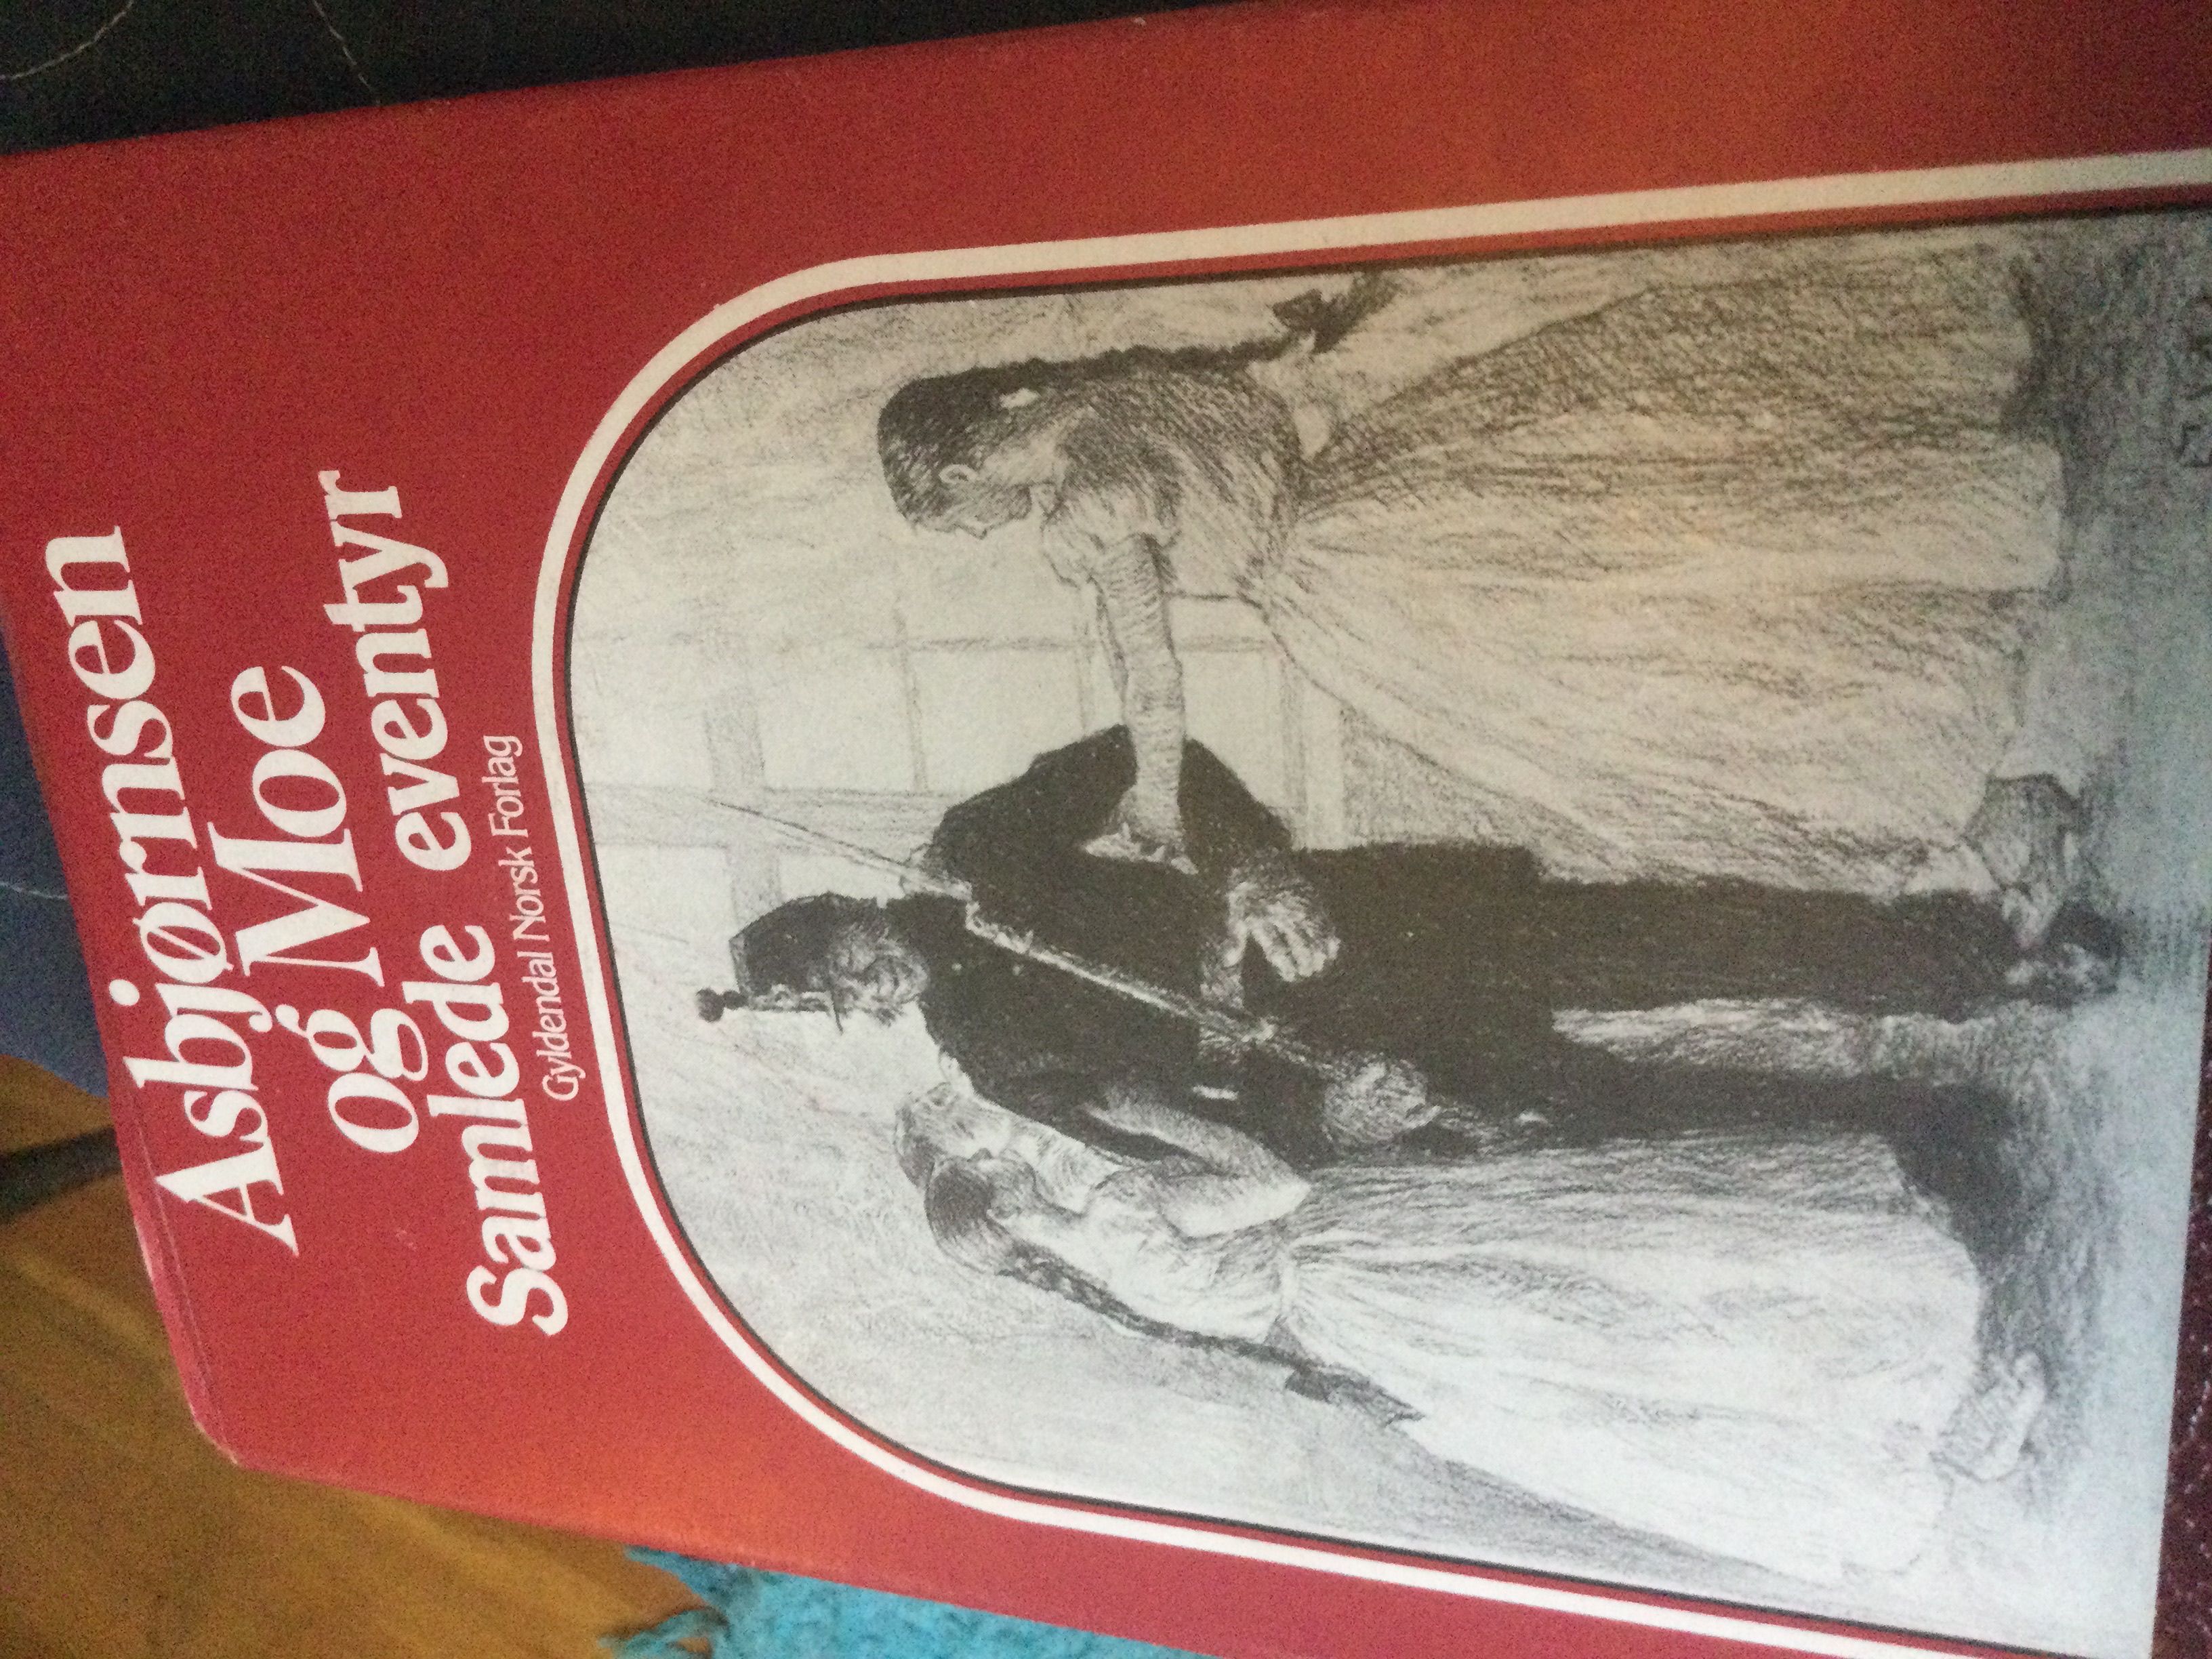 Asbjørnsen
og Moe
Samlede eventyr
Gyldendal Norsk Forlag